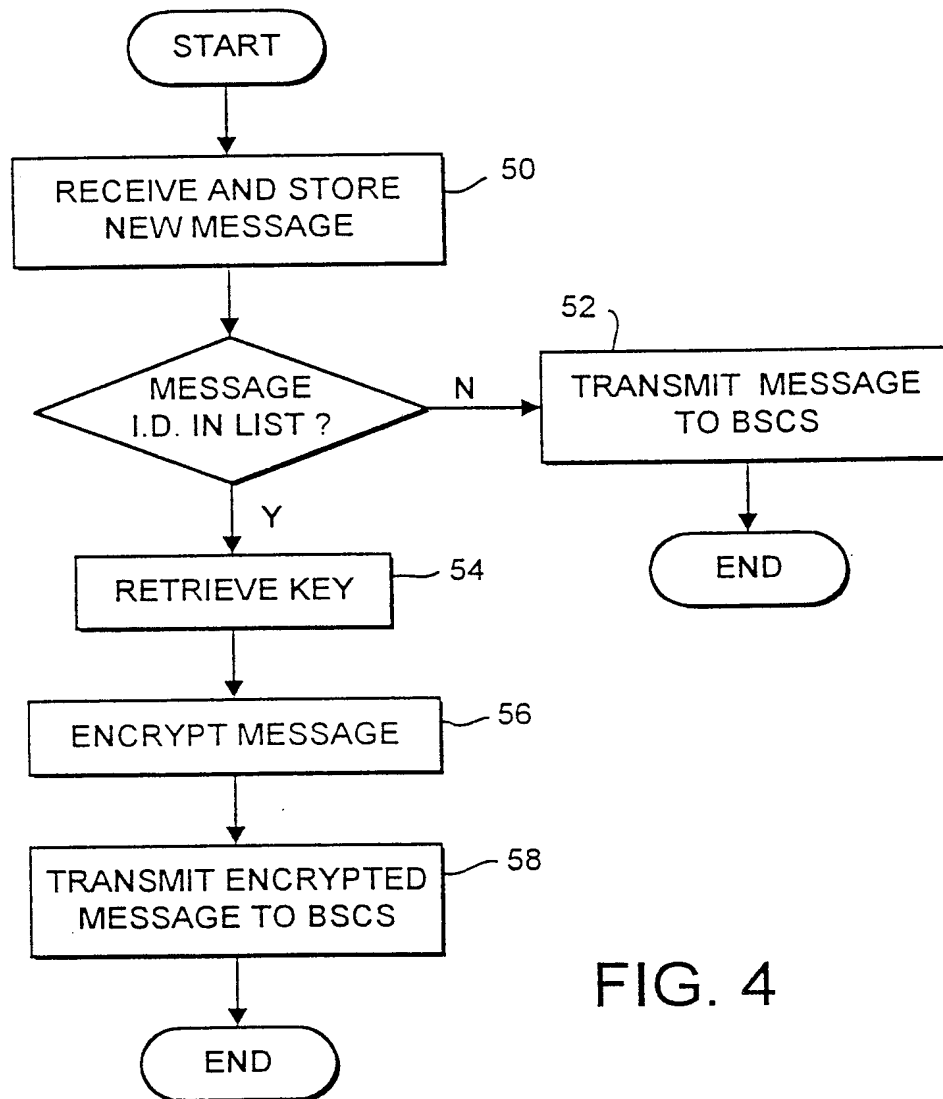 START
RECEIVE AND STORE
NEW MESSAGE
50
MESSAGE
I.D. IN LIST ?
N
52
TRANSMIT MESSAGE
TO BSCS
END
Y
RETRIEVE KEY
54
ENCRYPT MESSAGE
56
TRANSMIT ENCRYPTED
MESSAGE TO BSCS
58
END
FIG. 4